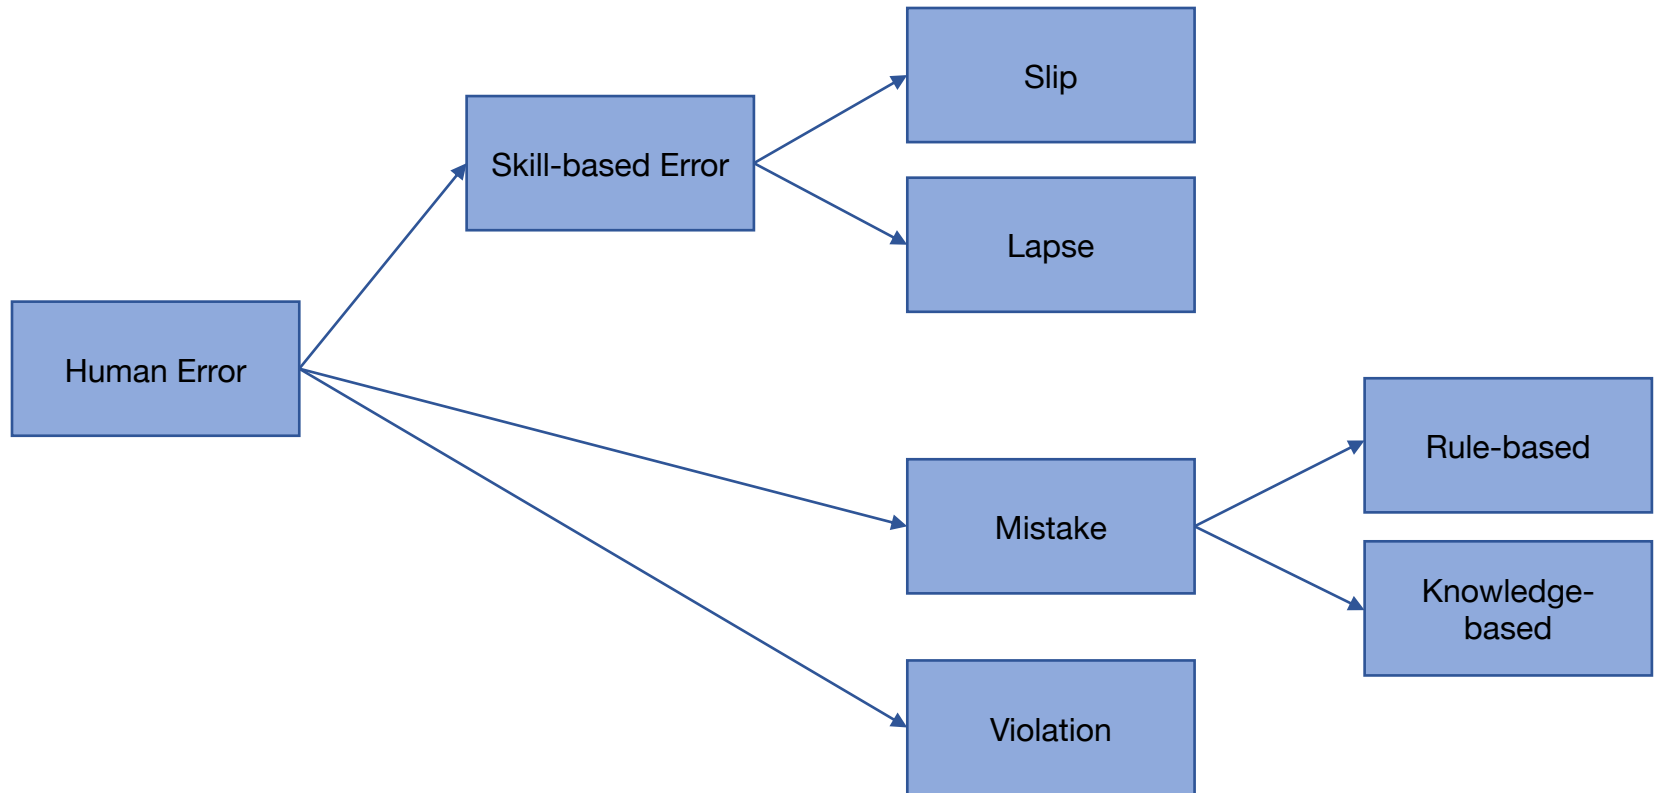 Slip
Skill-based Error
Lapse
Human Error
Rule-based
Mistake
Knowledge-
based
Violation